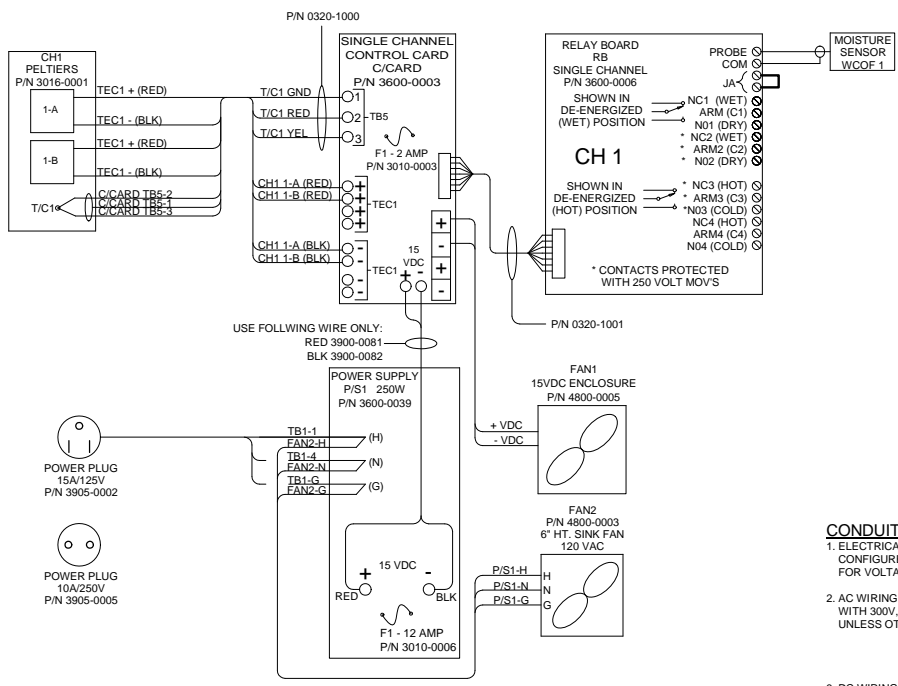 P/N 0320-1000
CH1
PELTIERS
P/N 3016-0001
1-A
1-B
T/C1
TEC1 + (RED)
TEC1 - (BLK)
TEC1 + (RED)
TEC1 - (BLK)
C/CARD TB5-2
C/CARD TB5-1
C/CARD TB5-3
T/C1 GND
T/C1 RED
T/C1 YEL
CH1 1-A (RED)
CH1 1-B (RED)
CH1 1-A (BLK)
CH1 1-B (BLK)
SINGLE CHANNEL
CONTROL CARD
C/CARD
P/N 3600-0003
1
2
3
TB5
F1 - 2 AMP
P/N 3010-0003
+
+
+
+
TEC1
-
-
-
-
TEC1
15
VDC
+ -
+
-
+
-
RELAY BOARD
RB
SINGLE CHANNEL
P/N 3600-0006
SHOWN IN
DE-ENERGIZED
(WET) POSITION
CH 1
SHOWN IN
DE-ENERGIZED
(HOT) POSITION
* CONTACTS PROTECTED
WITH 250 VOLT MOV'S
PROBE
COM
JA
NC1 (WET)
ARM (C1)
N01 (DRY)
* NC2 (WET)
* ARM2 (C2)
* N02 (DRY)
* NC3 (HOT)
* ARM3 (C3)
*N03 (COLD)
NC4 (HOT)
ARM4 (C4)
N04 (COLD)
MOISTURE
SENSOR
WCOF 1
P/N 0320-1001
USE FOLLWING WIRE ONLY:
RED 3900-0081
BLK 3900-0082
POWER SUPPLY
P/S1 250W
P/N 3600-0039
TB1-1
FAN2-H
(H)
TB1-4
FAN2-N
(N)
TB1-G
FAN2-G
(G)
+ 15 VDC -
RED
BLK
F1 - 12 AMP
P/N 3010-0006
POWER PLUG
15A/125V
P/N 3905-0002
POWER PLUG
10A/250V
P/N 3905-0005
FAN1
15VDC ENCLOSURE
P/N 4800-0005
+ VDC
- VDC
FAN2
P/N 4800-0003
6" HT. SINK FAN
120 VAC
P/S1-H
P/S1-N
P/S1-G
H
N
G
CONDUIT
1. ELECTRICA
CONFIGURE
FOR VOLTA
2. AC WIRING
WITH 300V,
UNLESS OT